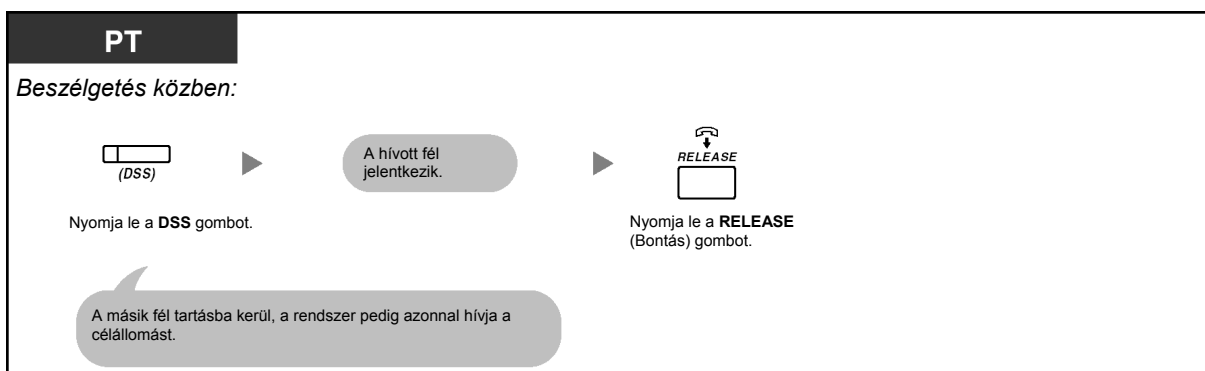 PT
Beszélgetés közben:
(DSS)
A hívott fél
jelentkezik.
RELEASE
Nyomja le a DSS gombot.
Nyomja le a RELEASE
(Bontás) gombot.
A másik fél tartásba kerül, a rendszer pedig azonnal hívja a
célállomást.